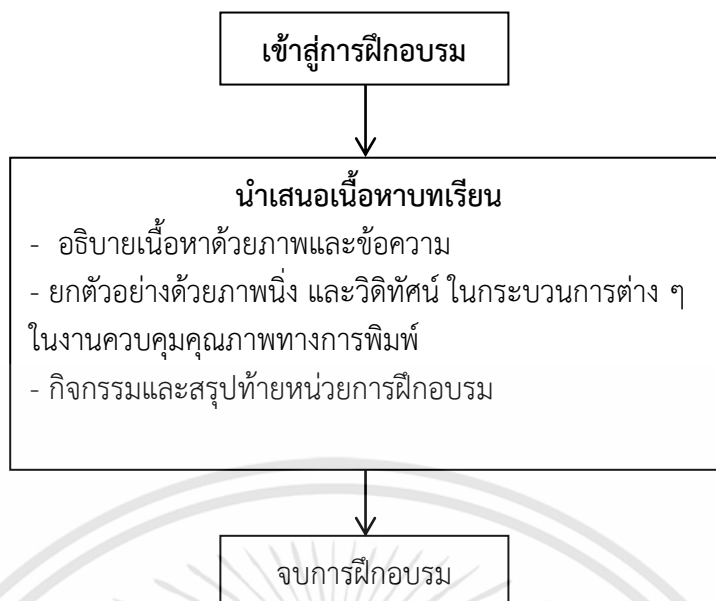 เข้าสู่การฝึกอบรม
นำเสนอเนื้อหาบทเรียน
- อธิบายเนื้อหาด้วยภาพและข้อความ
- ยกตัวอย่างด้วยภาพนิ่ง และวิดิทัศน์ ในกระบวนการต่าง ๆ
ในงานควบคุมคุณภาพทางการพิมพ์
- กิจกรรมและสรุปท้ายหน่วยการฝึกอบรม
จบการฝึกอบรม